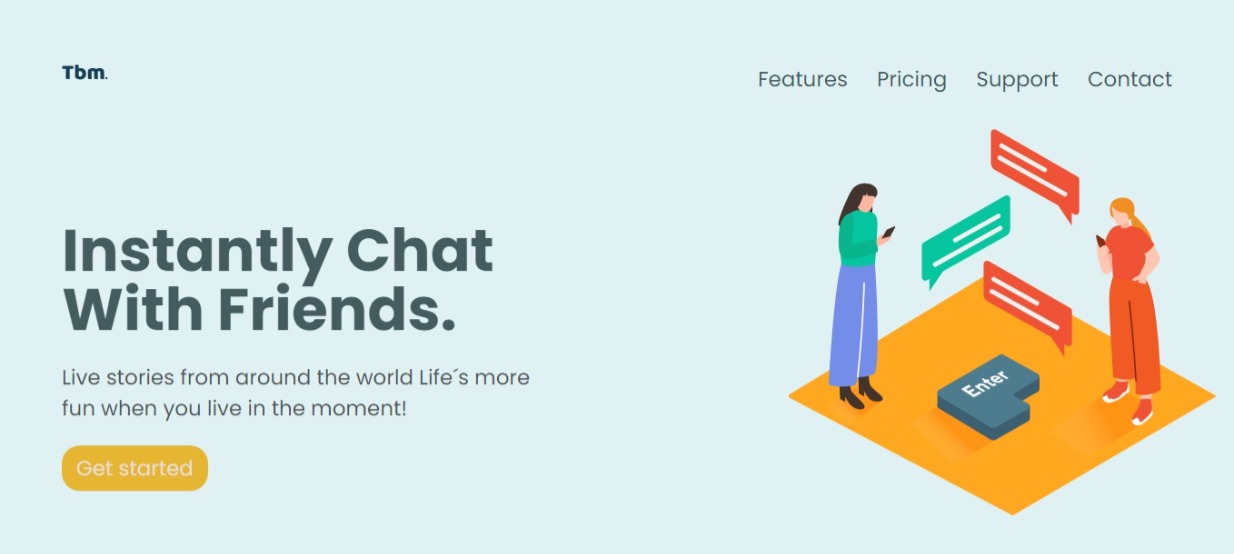 Tbm.
Features Pricing Support Contact
Instantly Chat
With Friends.
Live stories from around the world Life´s more
fun when you live in the moment!
Get started
Enter